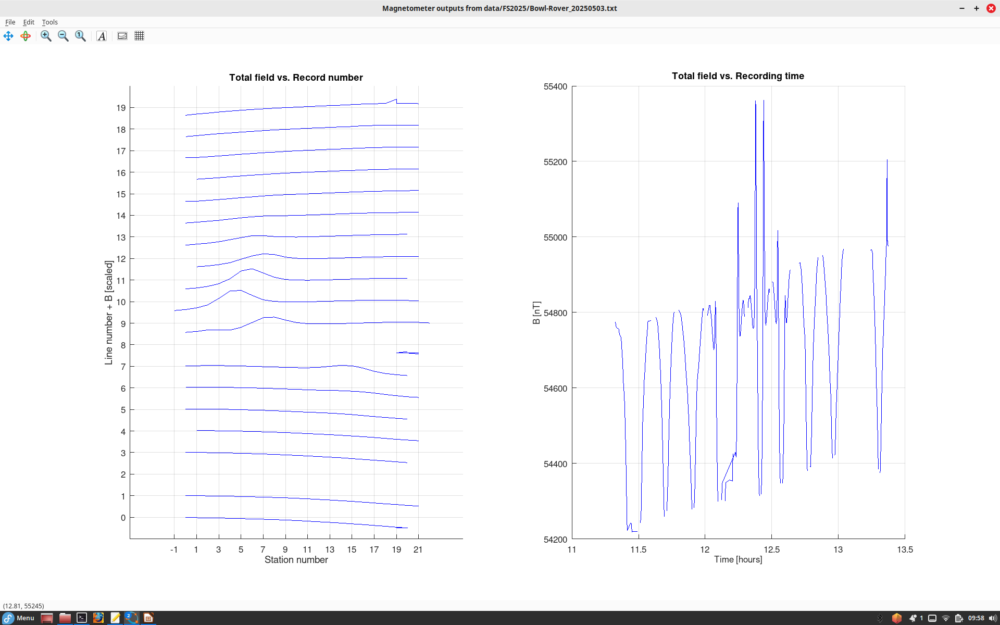 Magnetometer outputs from data/FS2025/Bowl-Rover_20250503.txt
File Edit Tools
1 A
Total field vs. Record number
Line number + B [scaled]
19
18
17
16
15
14
13
12
11
10
9
8
7
6
5
4
3
2
1
0
-1 1 3 5 7 9 11 13 15 17 19 21
Station number
Total field vs. Recording time
B [nT]
55400
55200
55000
54800
54600
54400
54200
11 11.5 12 12.5 13 13.5
Time [hours]
(12.81, 55245)
Menu 2 1 09:58